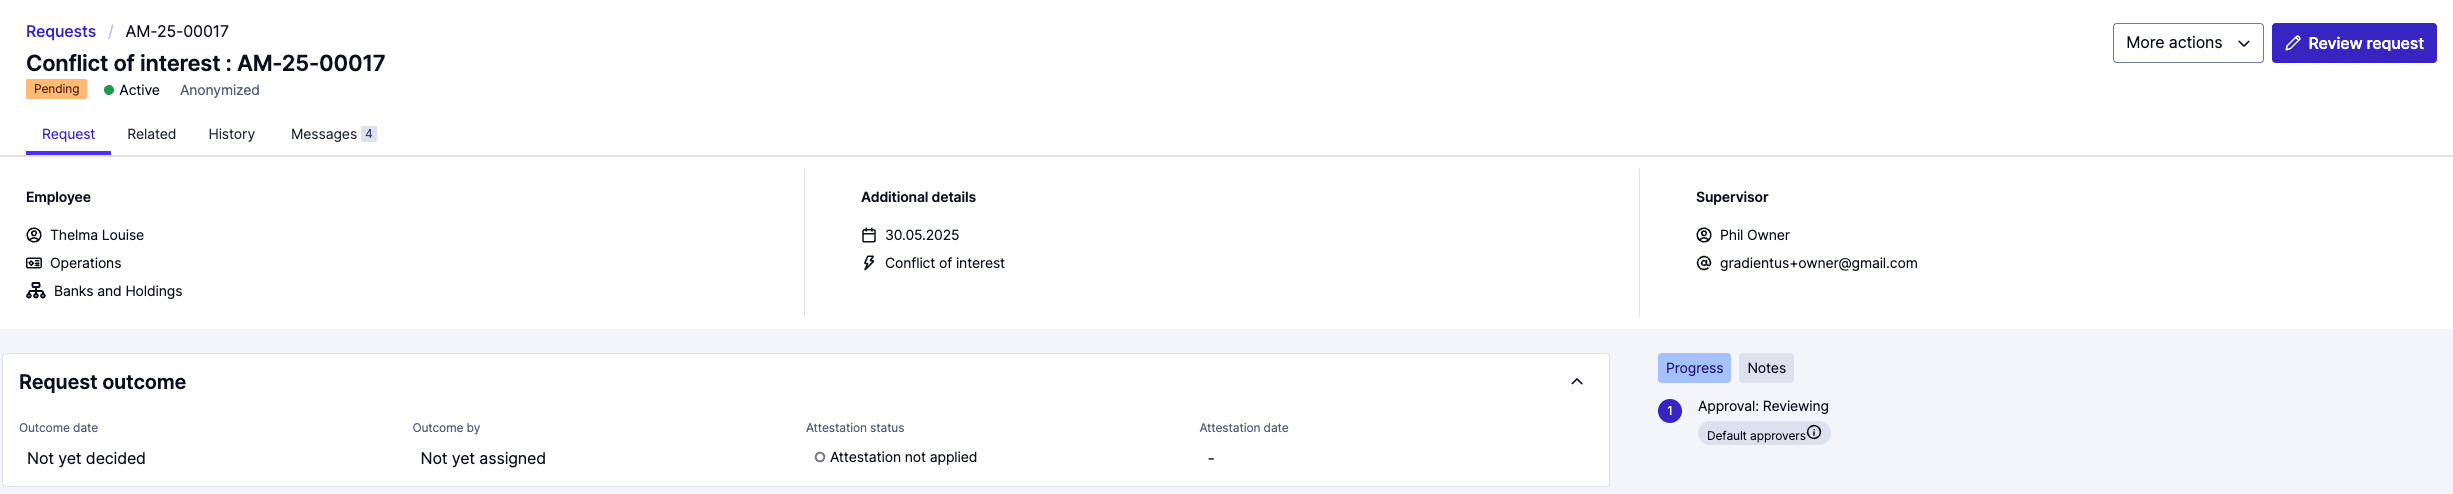 Requests / AM-25-00017
More actions
Review request
Conflict of interest : AM-25-00017
Pending Active Anonymized
Request Related History Messages 4
Employee
Thelma Louise
Operations
Banks and Holdings
Additional details
30.05.2025
Conflict of interest
Supervisor
Phil Owner
gradientus+owner@gmail.com
Request outcome
Outcome date
Not yet decided
Outcome by
Not yet assigned
Attestation status
Attestation not applied
Attestation date
-
Progress Notes
1 Approval: Reviewing
Default approvers